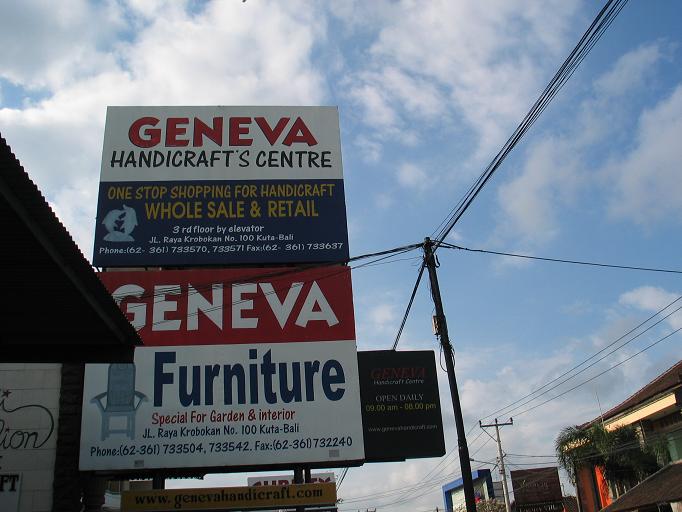 GENEVA
HANDICRAFT'S CENTRE
ONE STOP SHOPPING FOR HANDICRAFT
WHOLE SALE & RETAIL
3 rd floor by elevator
JL. Raya Krobokan No. 100 Kuta-Bali
Phone:(62- 361) 733570, 733571 Fax:(62- 361) 733637
GENEVA
Furniture
Special For Garden & interior
JL. Raya Krobokan No. 100 Kuta-Bali
Phone:(62-361) 733504, 733542. Fax:(62-361) 732240
GENEVA
Handicraft Centre
OPEN DAILY
09.00 am - 08.00 pm
www.genevahandicraft.com
www.genevahandicraft.com